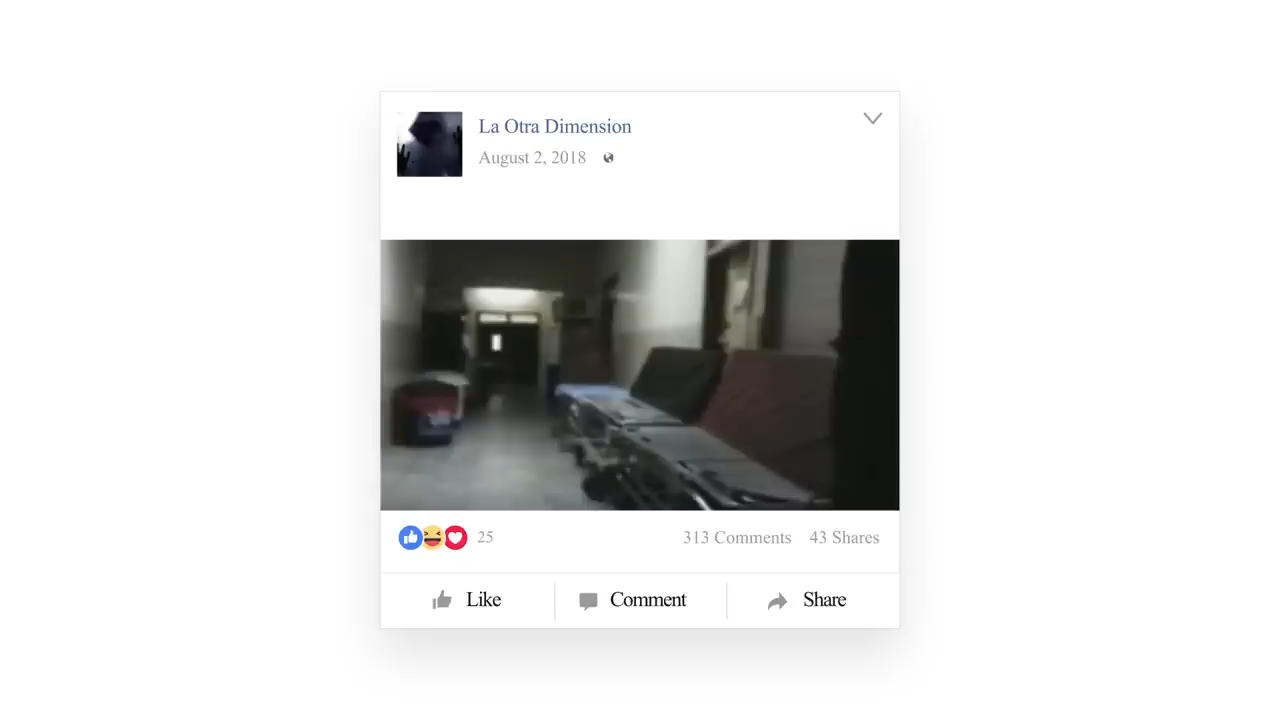 La Otra Dimension
August 2, 2018
25
313 Comments 43 Shares
Like Comment Share